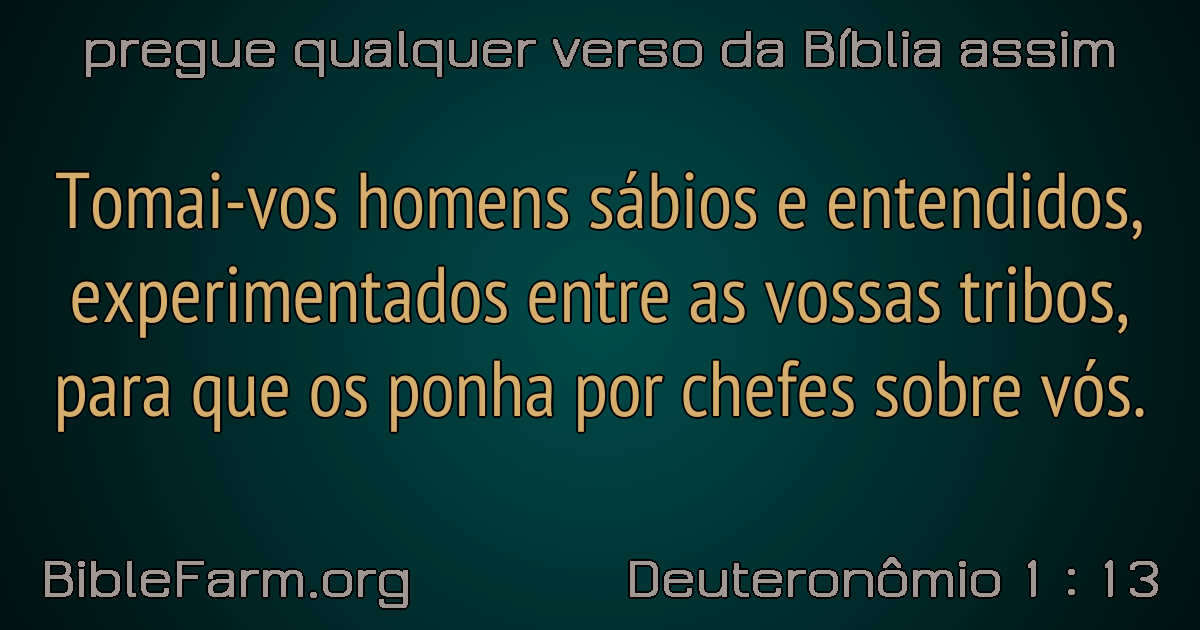 pregue qualquer verso da Bíblia assim
Tomai-vos homens sábios e entendidos,
experimentados entre as vossas tribos,
para que os ponha por chefes sobre vós.
BibleFarm.org
Deuteronômio 1 : 13